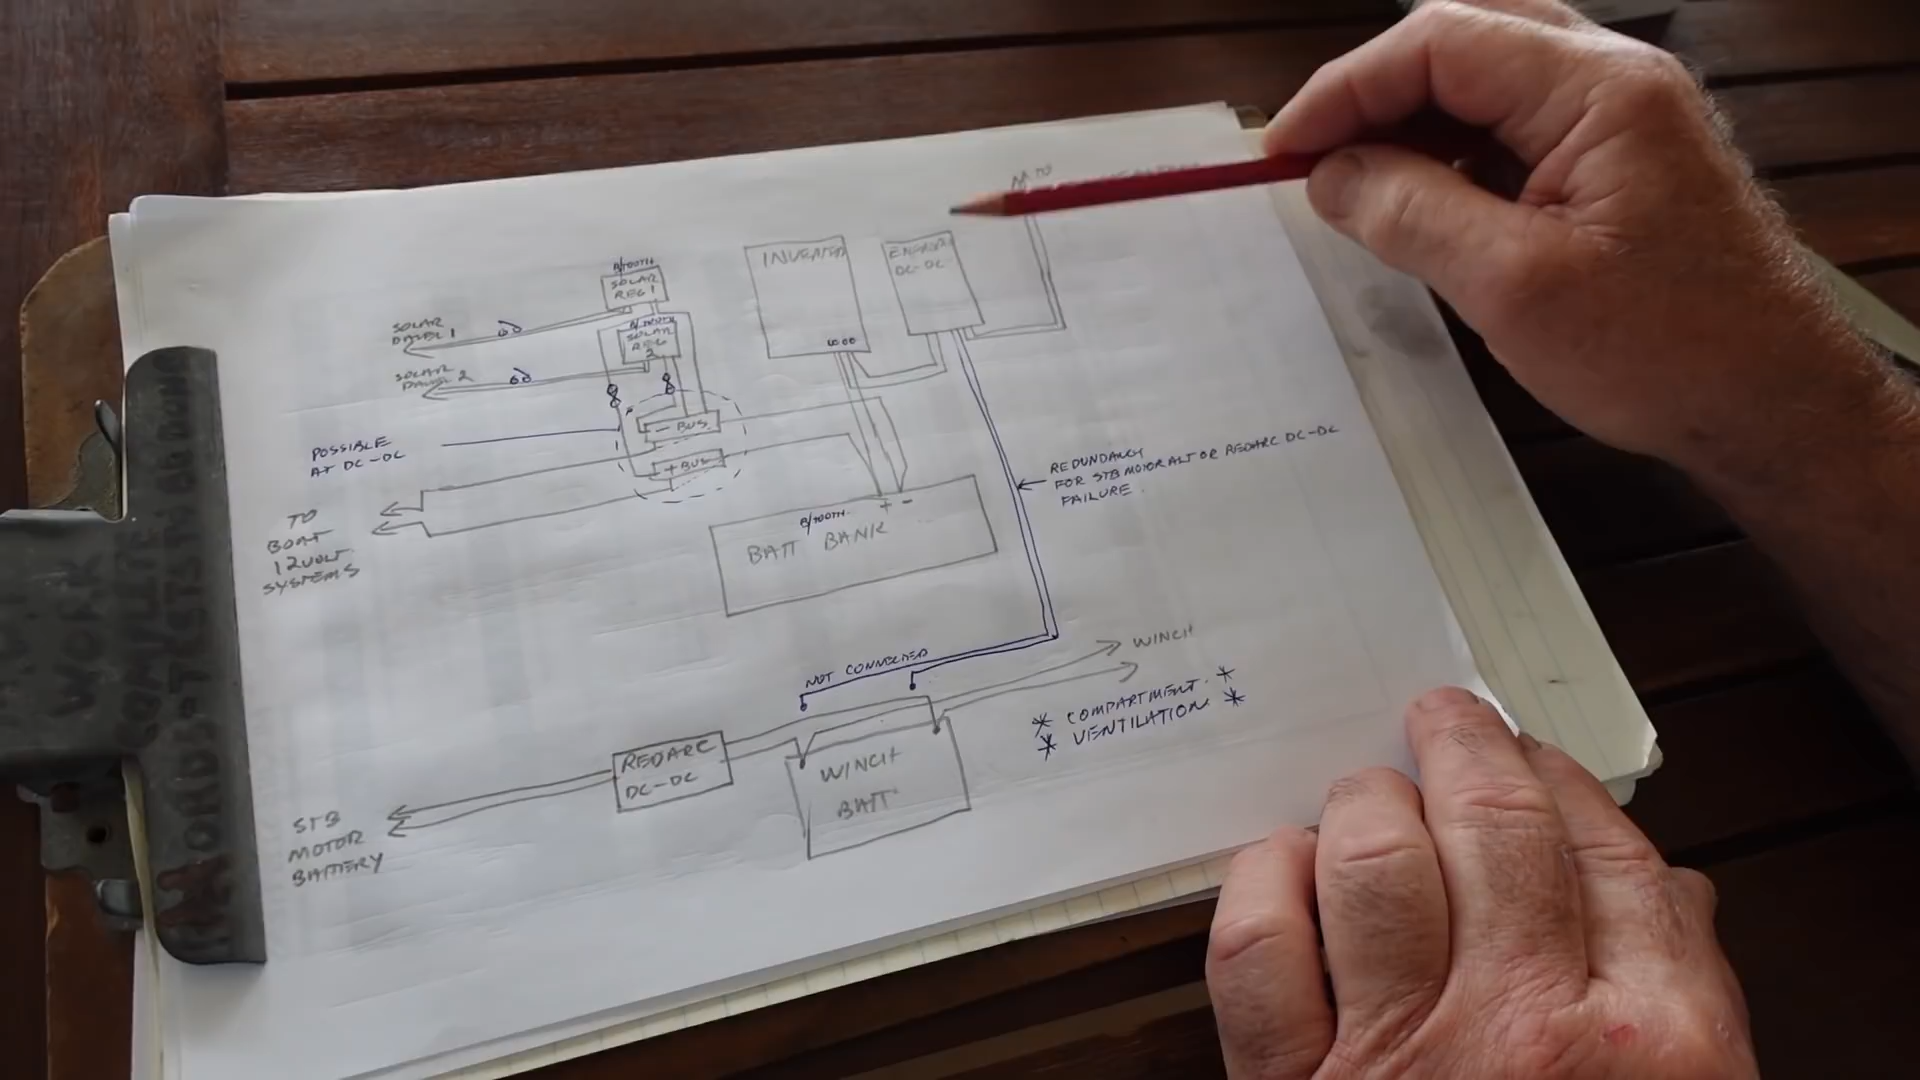 B/TOOTH
SOLAR
REG 1
B/TOOTH
SOLAR
REG
2
SOLAR
PANEL 1
SOLAR
PANEL 2
INVERTER
DC-DC
TO
POSSIBLE
AT DC-DC
- BUS
+ BUS
TO
BOAT
12VOLT
SYSTEMS
+ -
B/TOOTH.
BATT BANK
REDUNDANCY
FOR STB MOTOR ALT OR REDARC DC-DC
FAILURE.
NOT CONNECTED
WINCH
* COMPARTMENT. *
* VENTILATION. *
REDARC
DC-DC
WINCH
BATT
STB
MOTOR
BATTERY
WORK